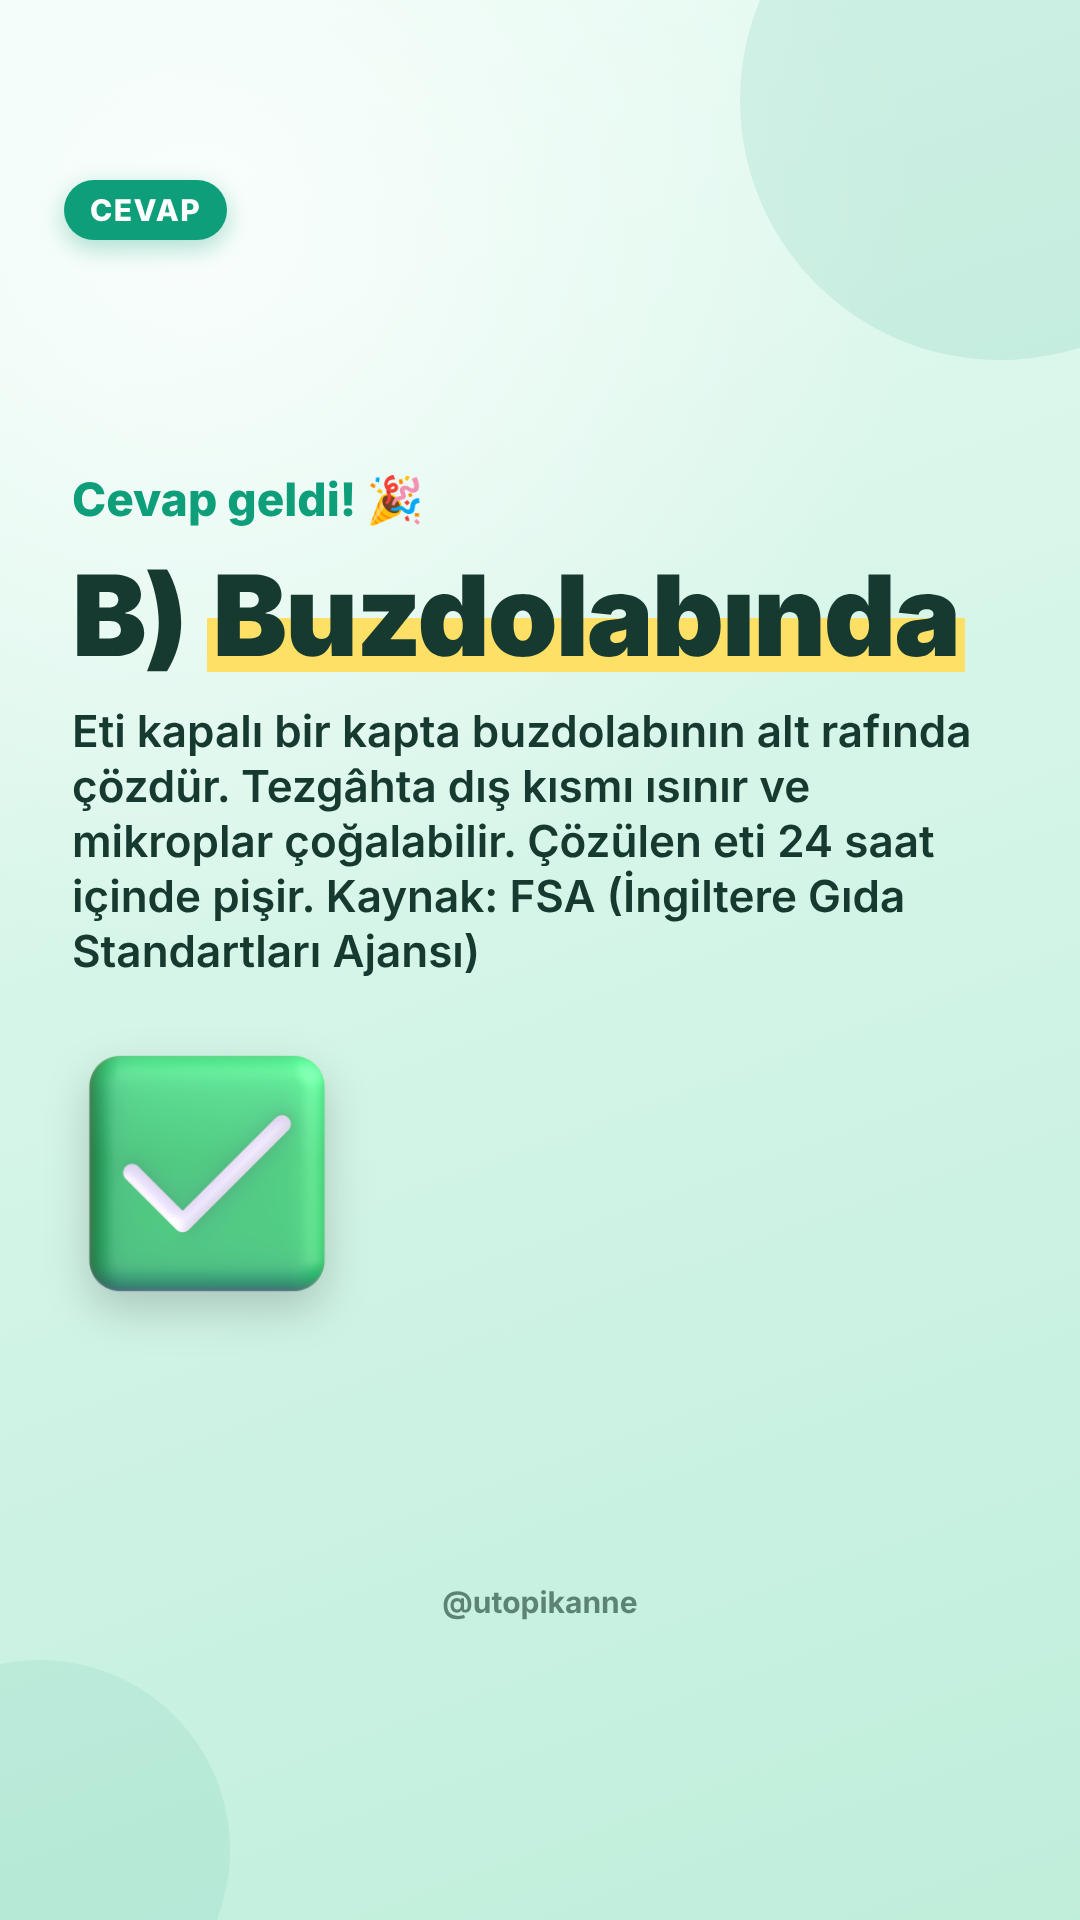 CEVAP
Cevap geldi! 🎉
B) Buzdolabında
Eti kapalı bir kapta buzdolabının alt rafında
çözdür. Tezgâhta dış kısmı ısınır ve
mikroplar çoğalabilir. Çözülen eti 24 saat
içinde pişir. Kaynak: FSA (İngiltere Gıda
Standartları Ajansı)
@utopikanne